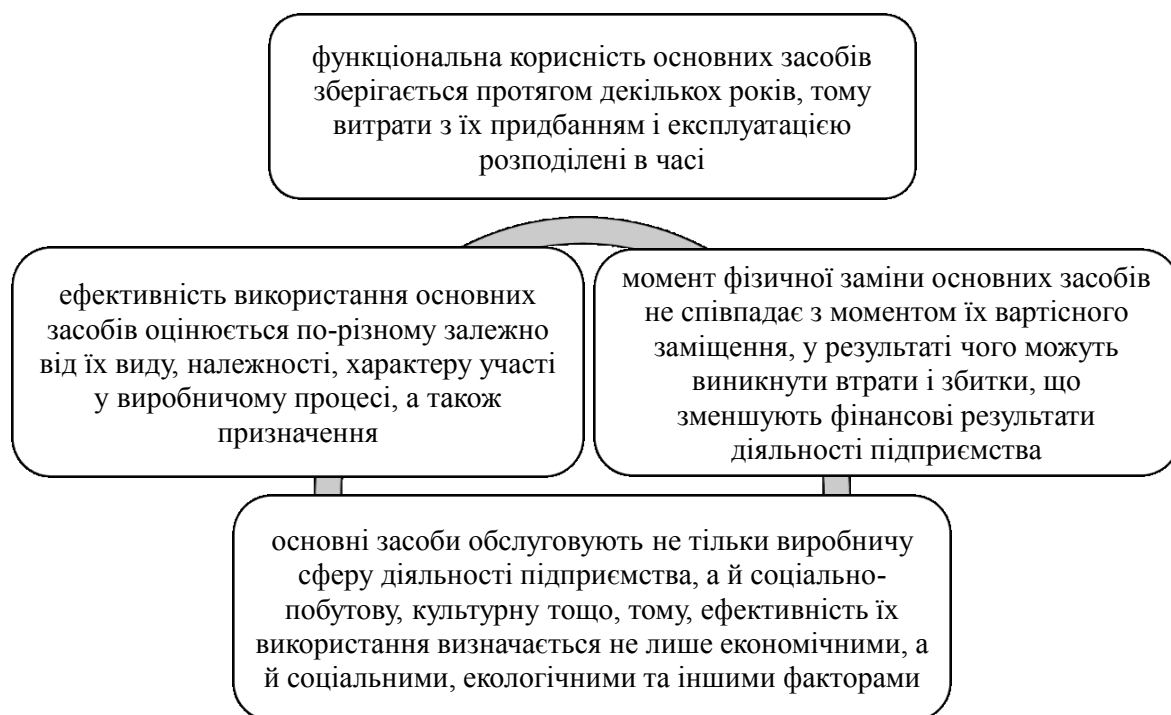 функціональна корисність основних засобів
зберігається протягом декількох років, тому
витрати з їх придбанням і експлуатацією
розподілені в часі
ефективність використання основних
засобів оцінюється по-різному залежно
від їх виду, належності, характеру участі
у виробничому процесі, а також
призначення
момент фізичної заміни основних засобів
не співпадає з моментом їх вартісного
заміщення, у результаті чого можуть
виникнути втрати і збитки, що
зменшують фінансові результати
діяльності підприємства
основні засоби обслуговують не тільки виробничу
сферу діяльності підприємства, а й соціально-
побутову, культурну тощо, тому, ефективність їх
використання визначається не лише економічними, а
й соціальними, екологічними та іншими факторами